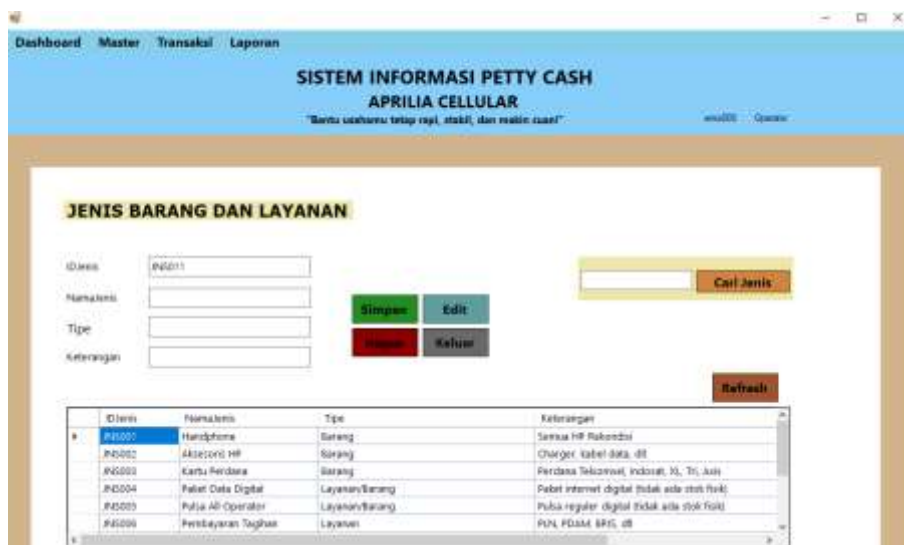 Dashboard Master Transaksi Laporan
SISTEM INFORMASI PETTY CASH
APRILIA CELLULAR
"Bantu usahamu tetap rapi, stabil, dan makin cuan!"
Operator
JENIS BARANG DAN LAYANAN
IDJenis JNS011
NamaJenis
Tipe
Keterangan
Simpan Edit
Hapus Keluar
Cari Jenis
Refresh
IDJenis NamaJenis Tipe Keterangan
JNS001 Handphone Barang Semua HP Rekondisi
JNS002 Aksesoris HP Barang Charger, kabel data, dll
JNS003 Kartu Perdana Barang Perdana Telkomsel, Indosat, XL, Tri, Axis
JNS004 Paket Data Digital Layanan/Barang Paket internet digital (tidak ada stok fisik)
JNS005 Pulsa All Operator Layanan/Barang Pulsa reguler digital (tidak ada stok fisik)
JNS006 Pembayaran Tagihan Layanan PLN, PDAM, BPJS, dll